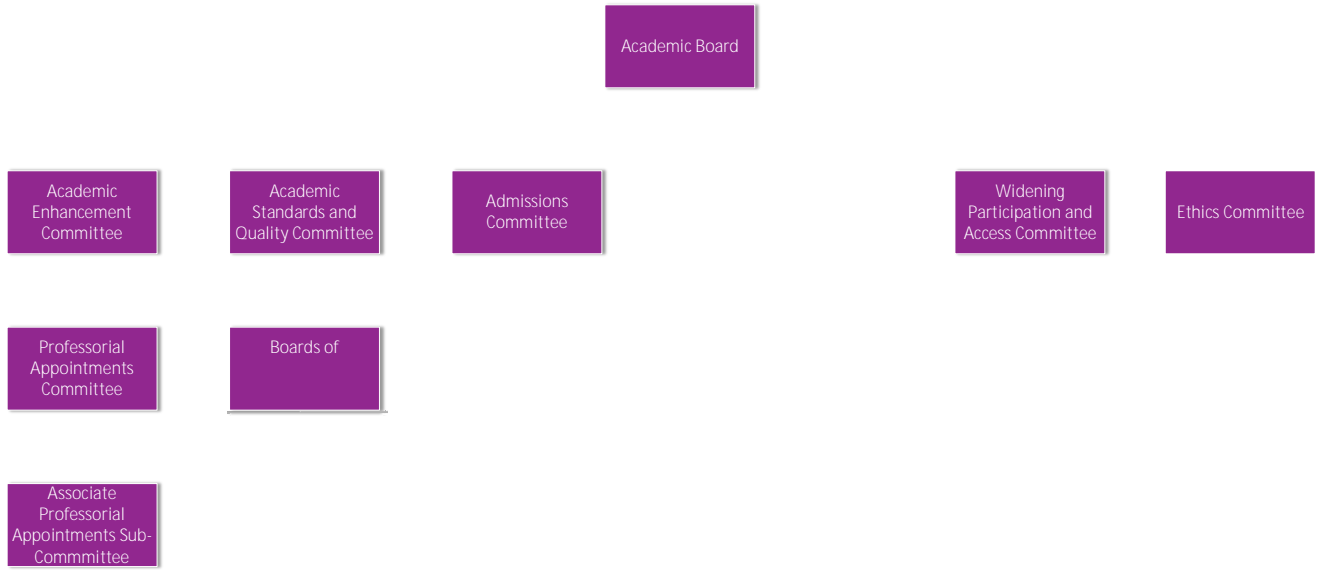 Academic Board
Academic
Enhancement
Committee
Academic
Standards and
Quality Committee
Admissions
Committee
Widening
Participation and
Access Committee
Ethics Committee
Professorial
Appointments
Committee
Boards of
Associate
Professorial
Appointments Sub-
Commmittee